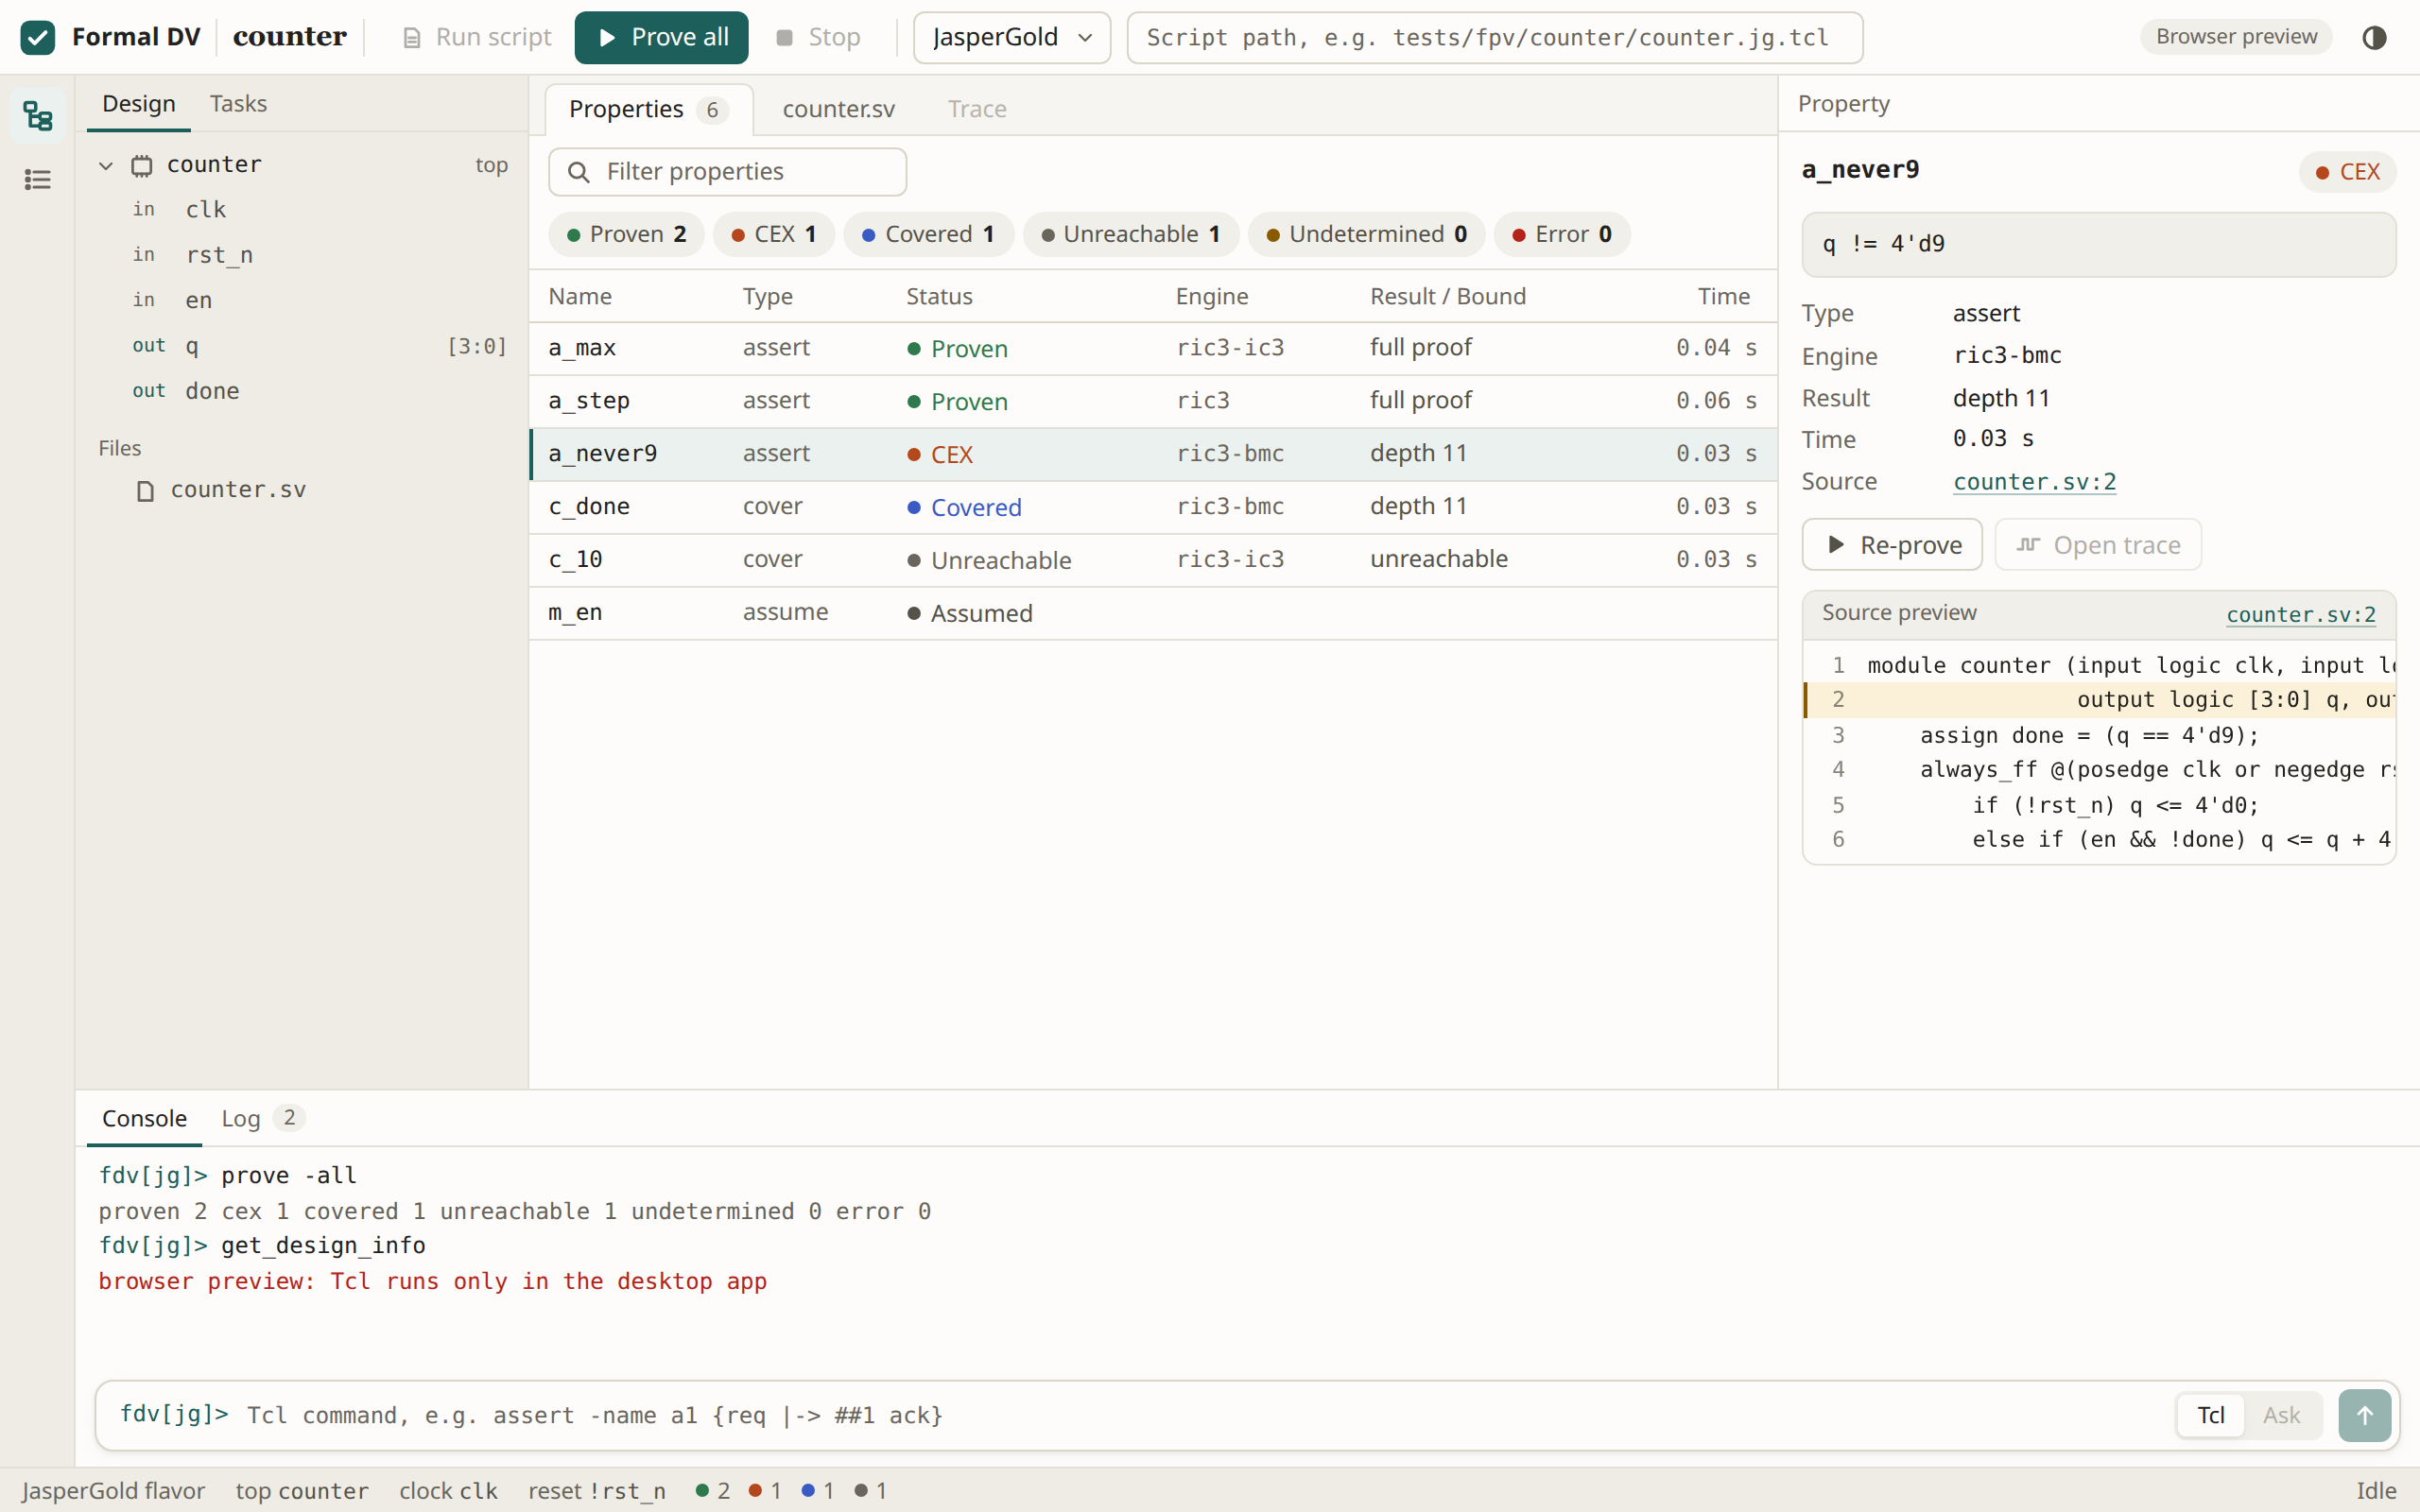 Formal DV counter Run script Prove all Stop JasperGold Script path, e.g. tests/fpv/counter/counter.jg.tcl Browser preview
Design Tasks
counter top
in clk
in rst_n
in en
out q [3:0]
out done
Files
counter.sv
Properties 6 counter.sv Trace
Filter properties
Proven 2 CEX 1 Covered 1 Unreachable 1 Undetermined 0 Error 0
Name Type Status Engine Result / Bound Time
a_max assert Proven ric3-ic3 full proof 0.04 s
a_step assert Proven ric3 full proof 0.06 s
a_never9 assert CEX ric3-bmc depth 11 0.03 s
c_done cover Covered ric3-bmc depth 11 0.03 s
c_10 cover Unreachable ric3-ic3 unreachable 0.03 s
m_en assume Assumed
Property
a_never9 CEX
q != 4'd9
Type assert
Engine ric3-bmc
Result depth 11
Time 0.03 s
Source counter.sv:2
Re-prove Open trace
Source preview counter.sv:2
1 module counter (input logic clk, input
2 output logic [3:0] q,
3 assign done = (q == 4'd9);
4 always_ff @(posedge clk or negedge
5 if (!rst_n) q <= 4'd0;
6 else if (en && !done) q <= q + 4
Console Log 2
fdv[jg]> prove -all
proven 2 cex 1 covered 1 unreachable 1 undetermined 0 error 0
fdv[jg]> get_design_info
browser preview: Tcl runs only in the desktop app
fdv[jg]> Tcl command, e.g. assert -name a1 {req |-> ##1 ack} Tcl Ask
JasperGold flavor top counter clock clk reset !rst_n 2 1 1 1 Idle